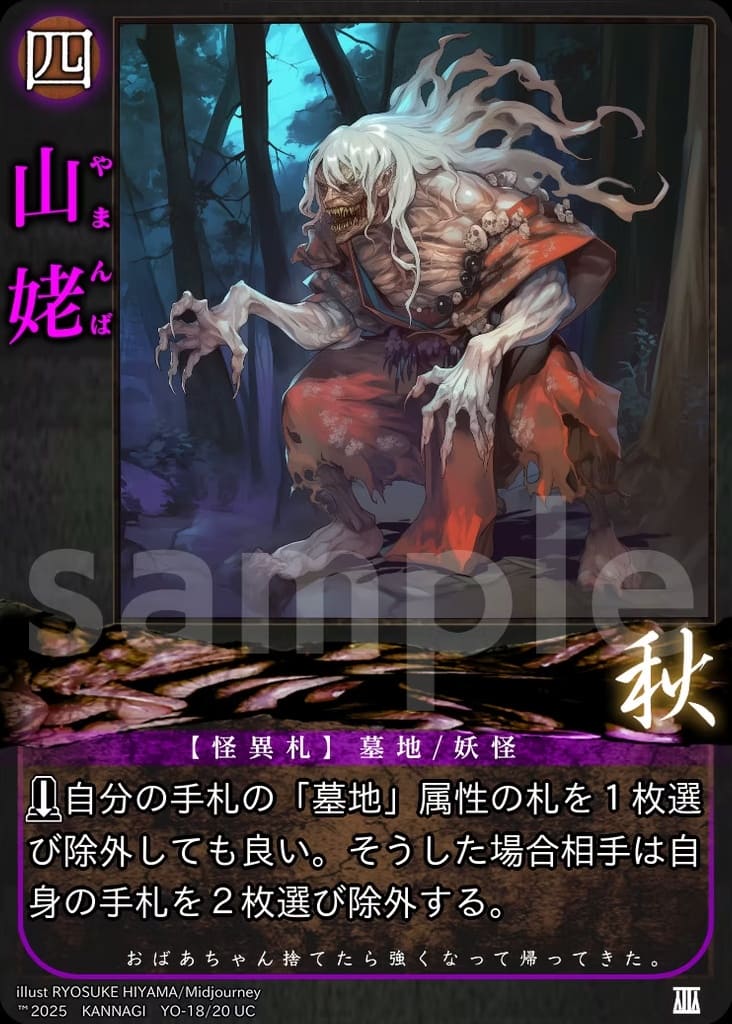 四
山姥
やまんば
sample
秋
【怪異札】墓地/妖怪
自分の手札の「墓地」属性の札を1枚選
び除外しても良い。そうした場合相手は自
身の手札を2枚選び除外する。
おばあちゃん捨てたら強くなって帰ってきた。
illust RYOSUKE HIYAMA/Midjourney
™2025 KANNAGI YO-18/20 UC